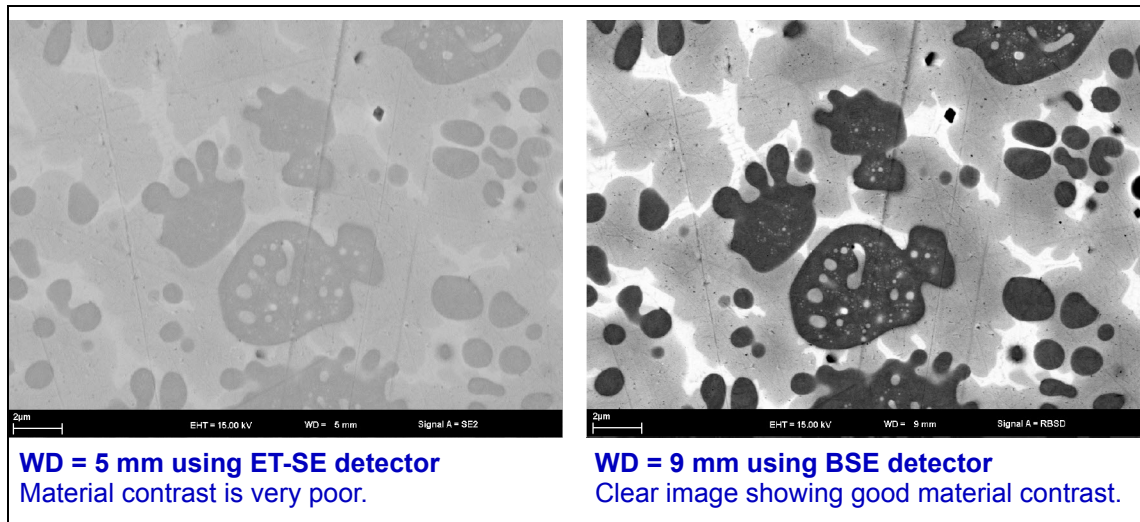 2µm
EHT = 15.00 kV WD = 5 mm Signal A = SE2
WD = 5 mm using ET-SE detector
Material contrast is very poor.
2µm
EHT = 15.00 kV WD = 9 mm Signal A = RBSD
WD = 9 mm using BSE detector
Clear image showing good material contrast.